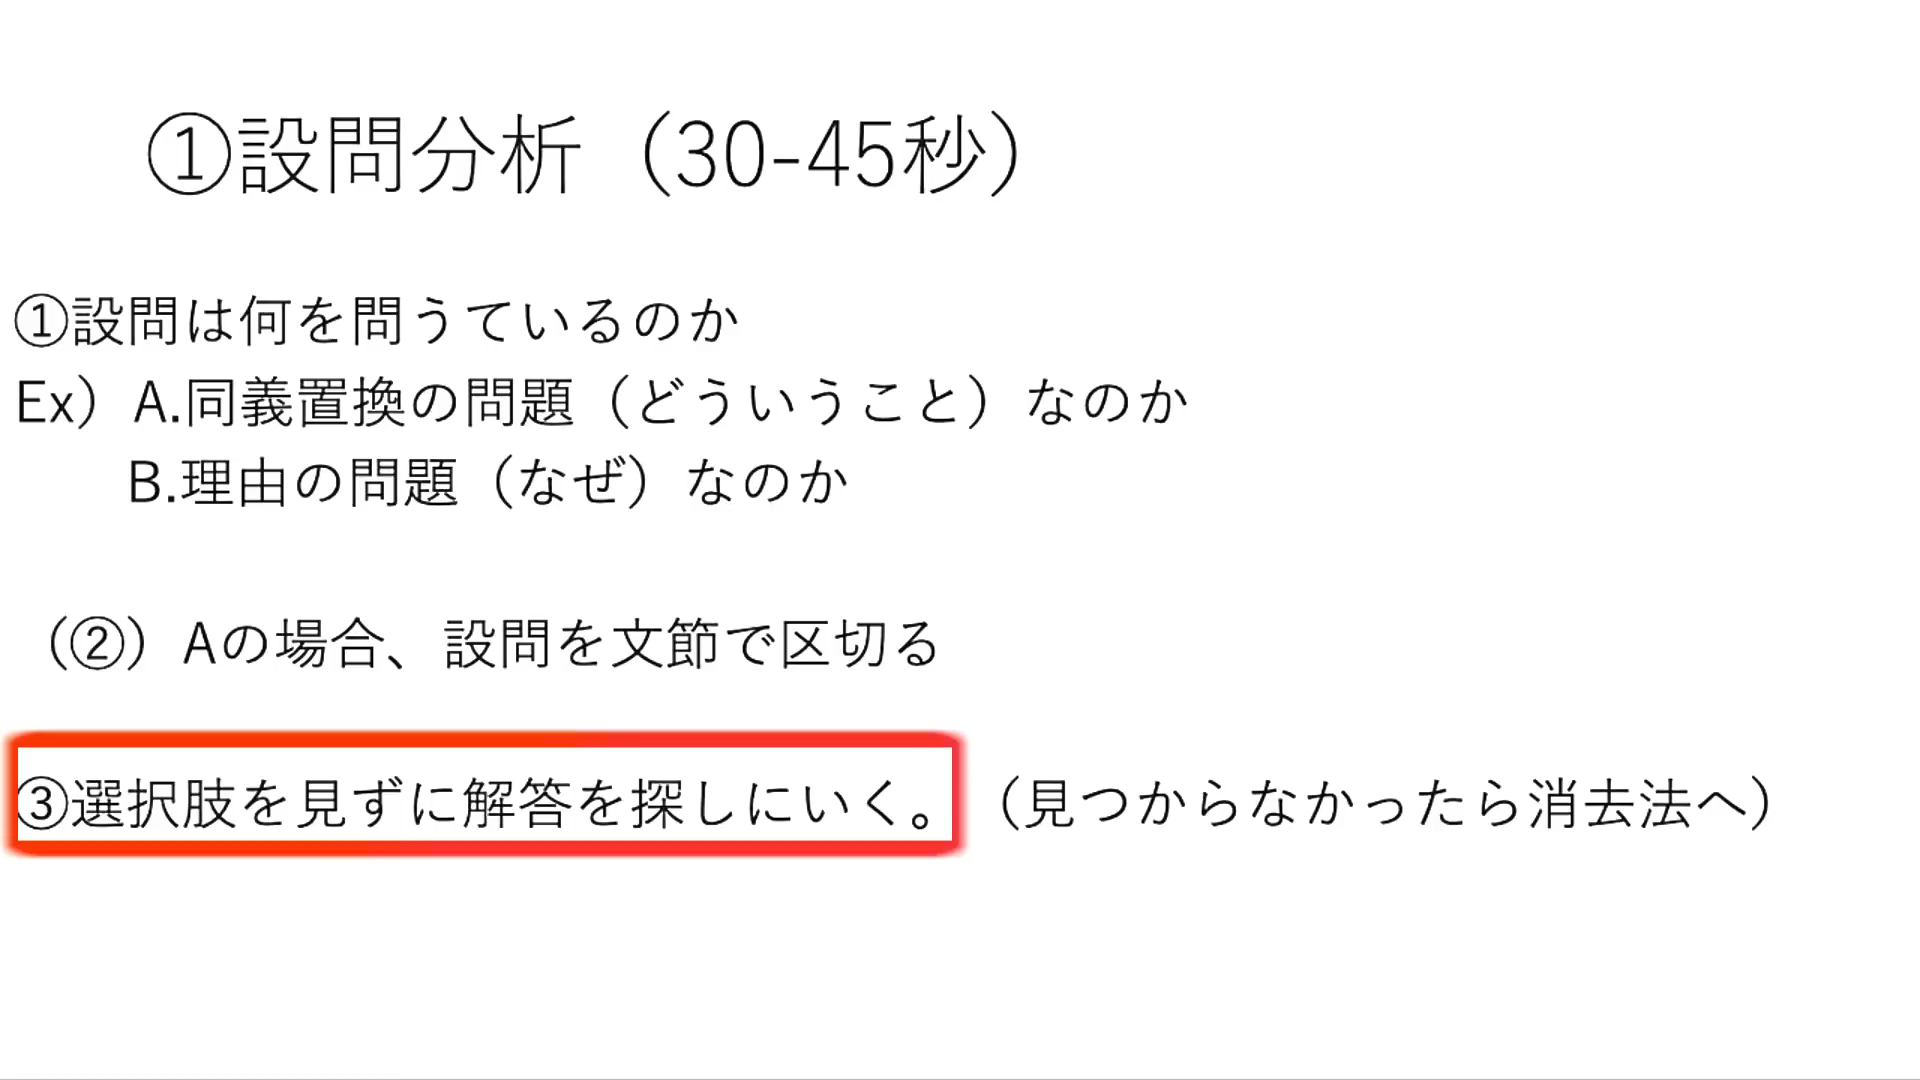 ①設問分析（30-45秒）
①設問は何を問うているのか
Ex）A.同義置換の問題（どういうこと）なのか
B.理由の問題（なぜ）なのか
（②）Aの場合、設問を文節で区切る
③選択肢を見ずに解答を探しにいく。（見つからなかったら消去法へ）